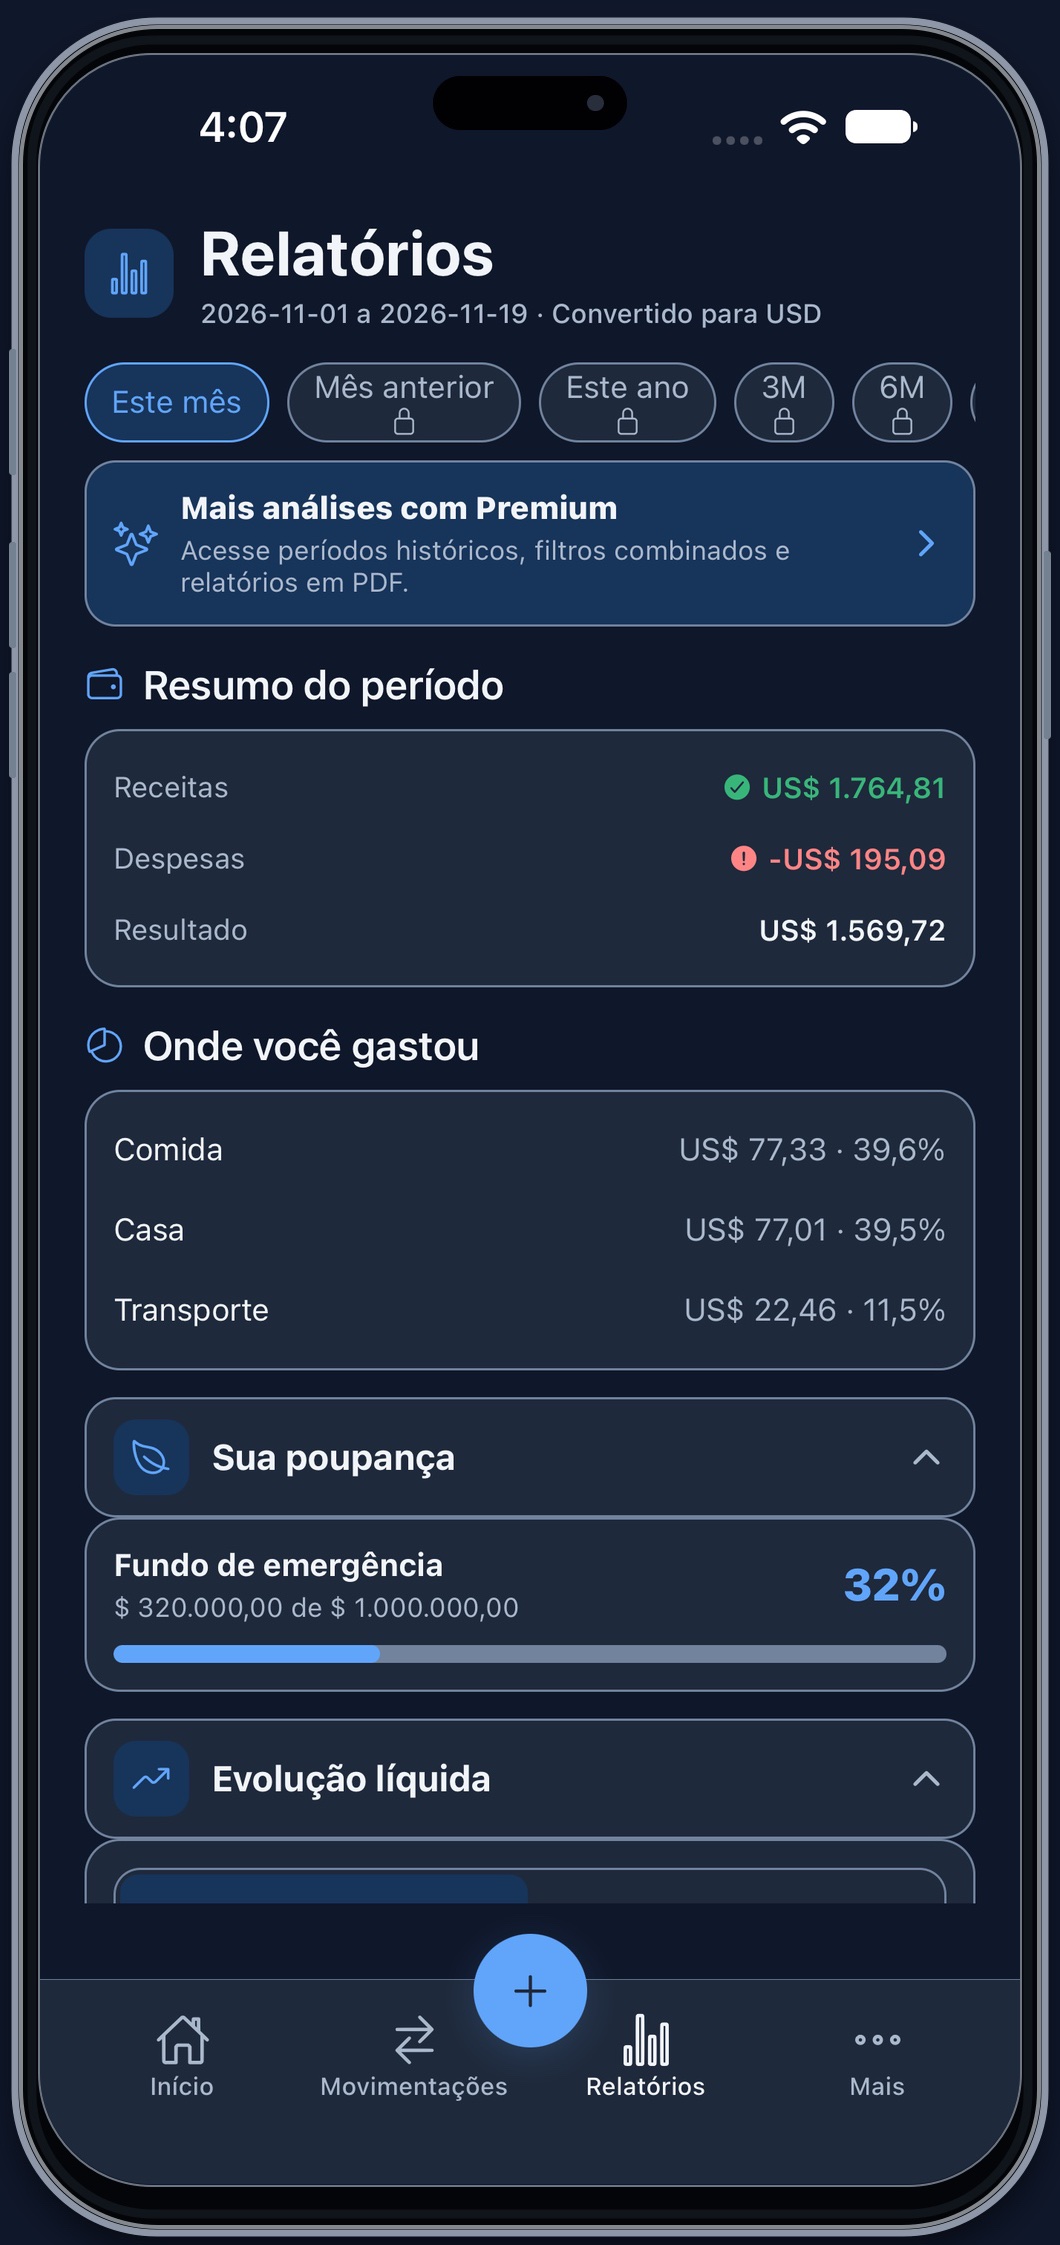 4:07
Relatórios
2026-11-01 a 2026-11-19 · Convertido para USD
Este mês
Mês anterior
Este ano
3M
6M
Mais análises com Premium
Acesse períodos históricos, filtros combinados e
relatórios em PDF.
Resumo do período
Receitas US$ 1.764,81
Despesas -US$ 195,09
Resultado US$ 1.569,72
Onde você gastou
Comida US$ 77,33 · 39,6%
Casa US$ 77,01 · 39,5%
Transporte US$ 22,46 · 11,5%
Sua poupança
Fundo de emergência
32%
$ 320.000,00 de $ 1.000.000,00
Evolução líquida
Início
Movimentações
Relatórios
Mais